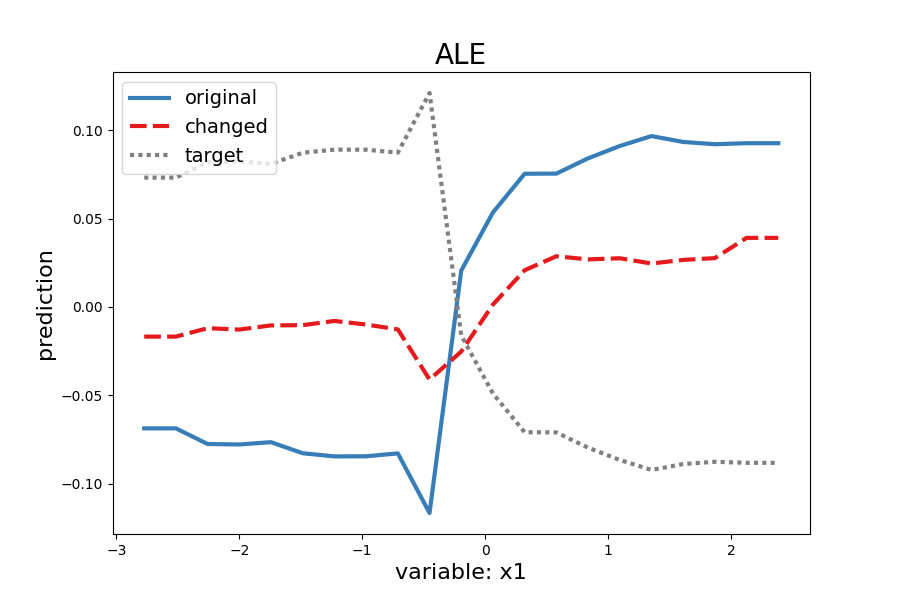 ALE
original
changed
target
0.10
0.05
0.00
−0.05
−0.10
prediction
−3
−2
−1
0
1
2
variable: x1